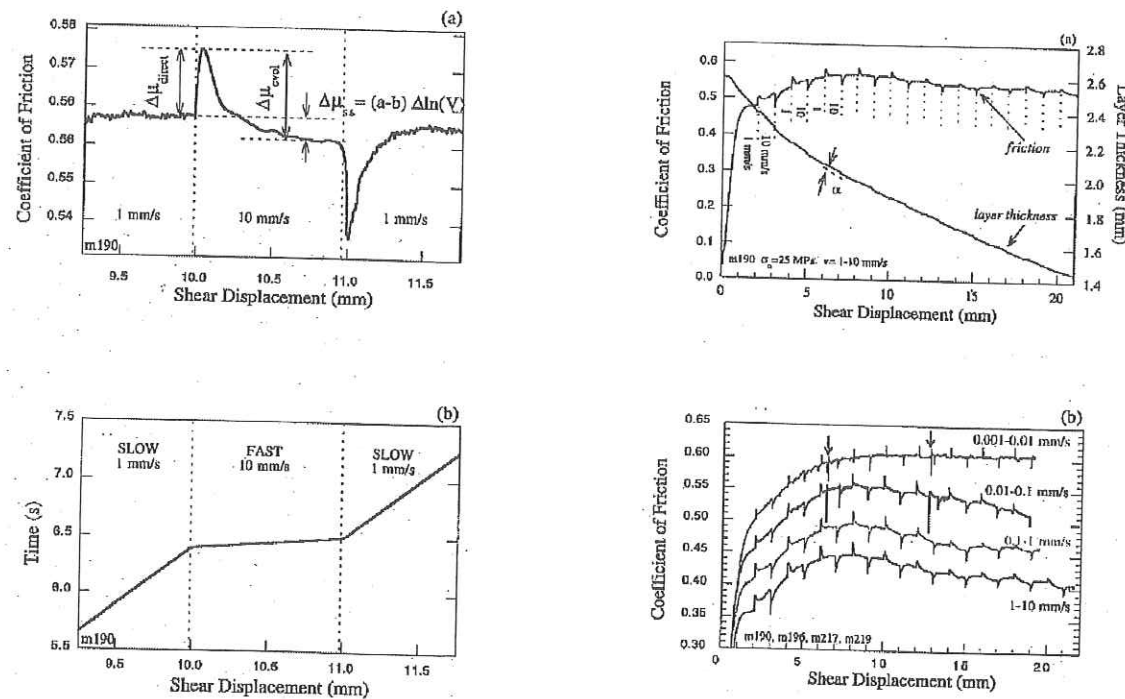 (a)
0.58
0.57
0.56
0.55
0.54
Coefficient of Friction
Δμdirect
Δμevol
Δμs.s. = (a-b) Δln(V)
1 mm/s
10 mm/s
1 mm/s
m190
9.5
10.0
10.5
11.0
11.5
Shear Displacement (mm)
(a)
0.6
0.5
0.4
0.3
0.2
0.1
0.0
Coefficient of Friction
2.8
2.6
2.4
2.2
2.0
1.8
1.6
1.4
Layer Thickness (mm)
1 mm/s
10 mm/s
1
10
1
10
α
friction
layer thickness
m190 σn=25 MPa v= 1-10 mm/s
0
5
10
15
20
mm
Shear Displacement (mm)
(b)
7.5
7.0
6.5
6.0
5.5
Time (s)
SLOW
1 mm/s
FAST
10 mm/s
SLOW
1 mm/s
m190
9.5
10.0
10.5
11.0
11.5
Shear Displacement (mm)
(b)
0.65
0.60
0.55
0.50
0.45
0.40
0.35
0.30
Coefficient of Friction
0.001-0.01 mm/s
0.01-0.1 mm/s
0.1-1 mm/s
1-10 mm/s
m190, m196, m217, m219
0
5
10
15
20
mm
Shear Displacement (mm)